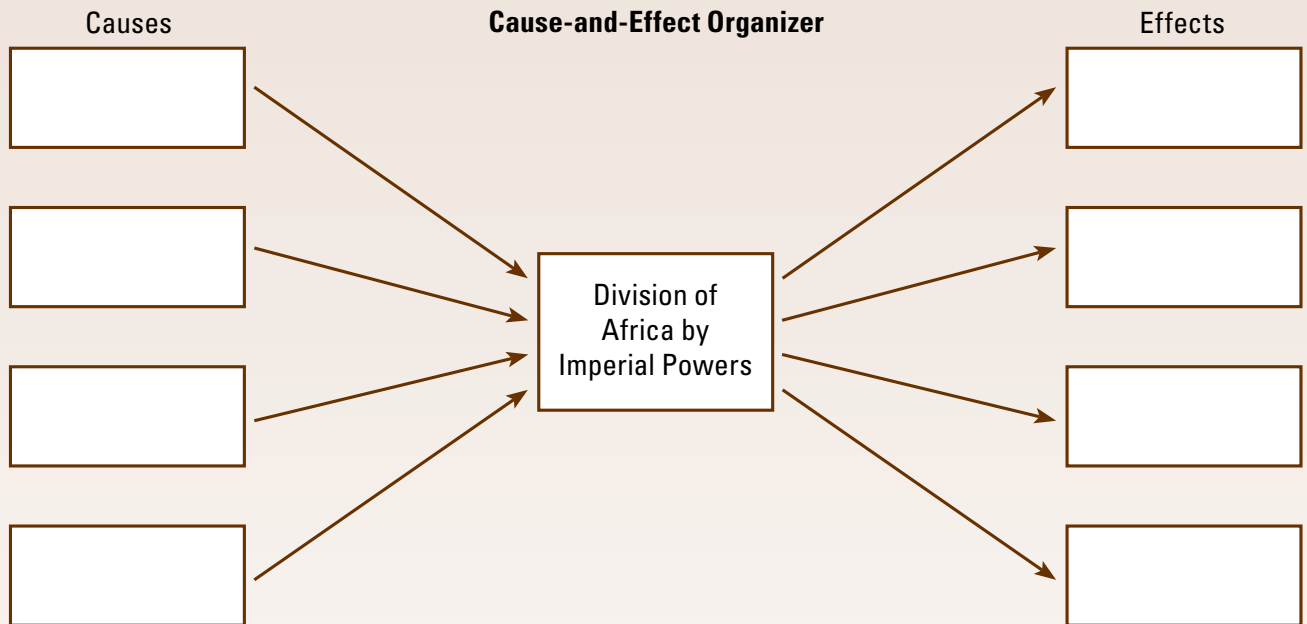 Causes
Cause-and-Effect Organizer
Effects
Division of
Africa by
Imperial Powers